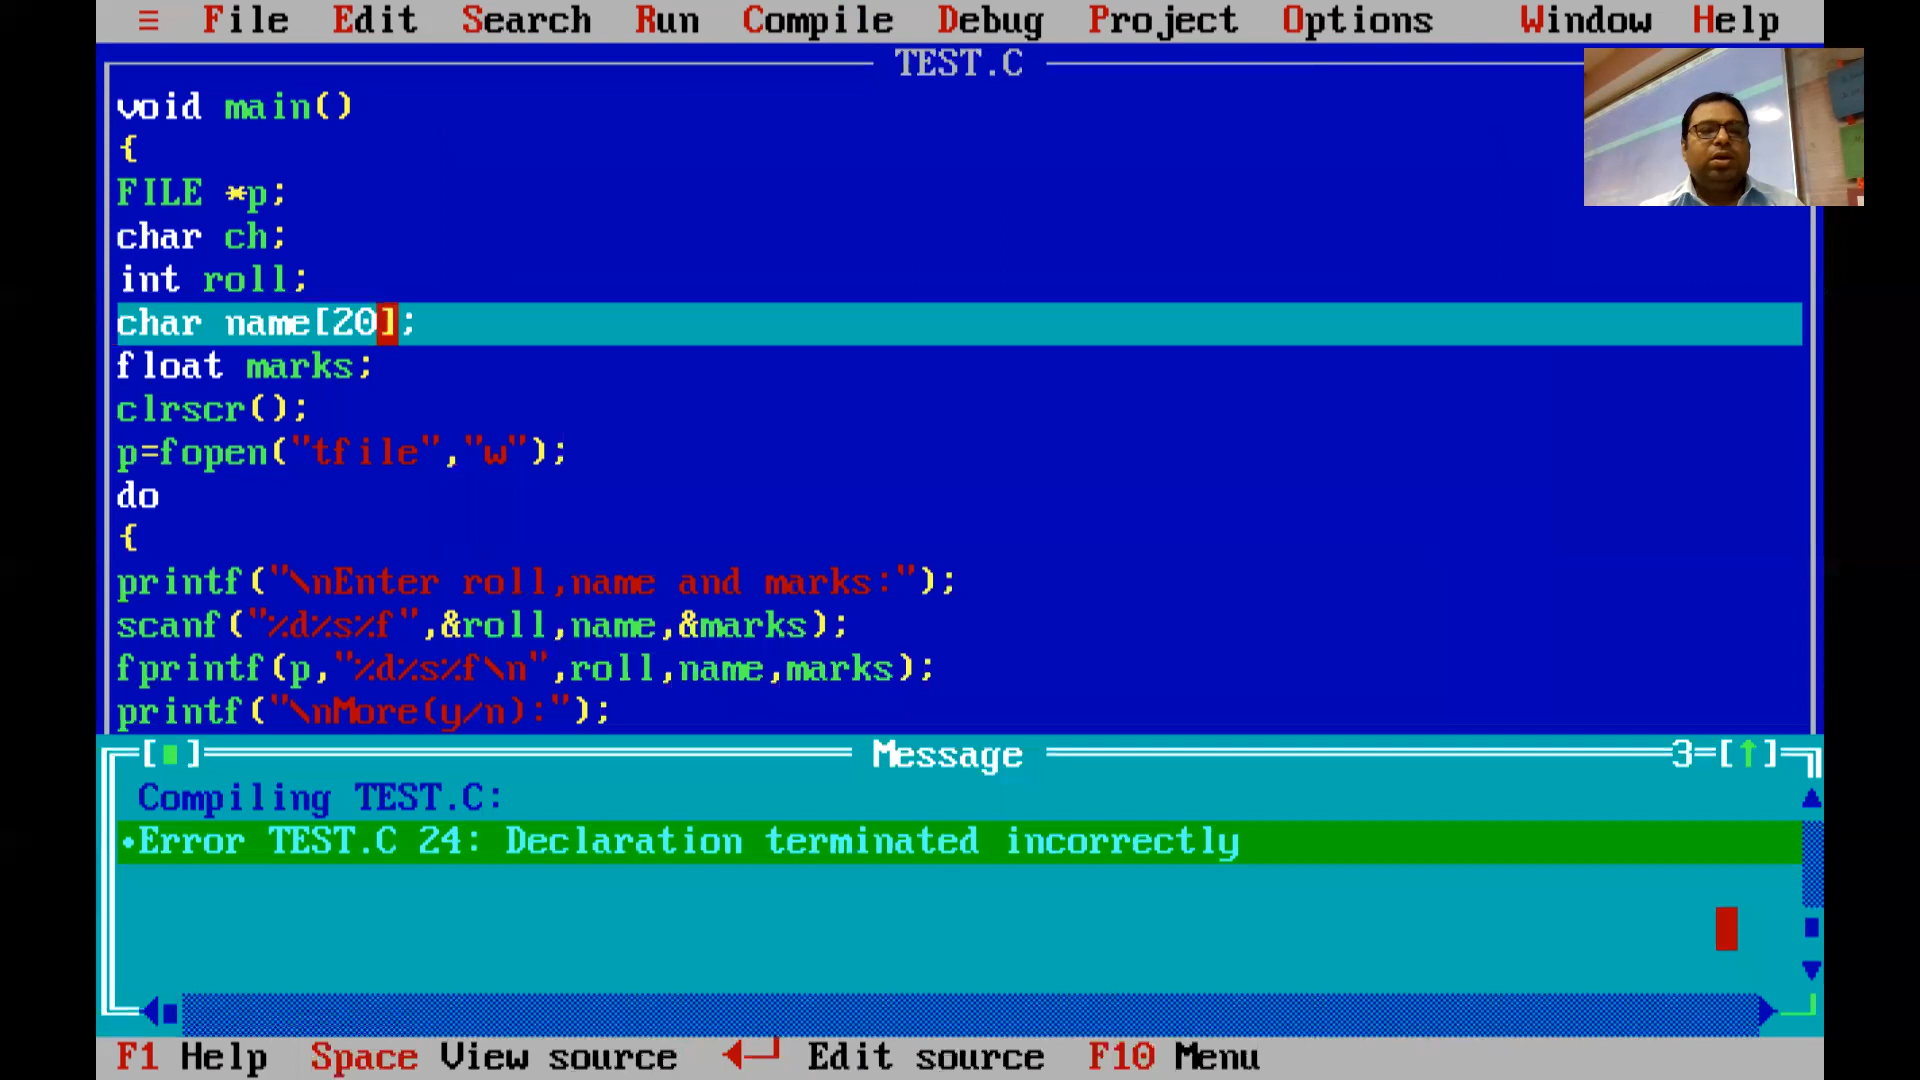 ≡ File Edit Search Run Compile Debug Project Options Window Help
TEST.C
void main()
{
FILE *p;
char ch;
int roll;
char name[20];
float marks;
clrscr();
p=fopen("tfile","w");
do
{
printf("\nEnter roll,name and marks:");
scanf("%d%s%f",&roll,name,&marks);
fprintf(p,"%d%s%f\n",roll,name,marks);
printf("\nMore(y/n):");
[■] Message 3=[↑]
Compiling TEST.C:
•Error TEST.C 24: Declaration terminated incorrectly
F1 Help Space View source ◄─┘ Edit source F10 Menu